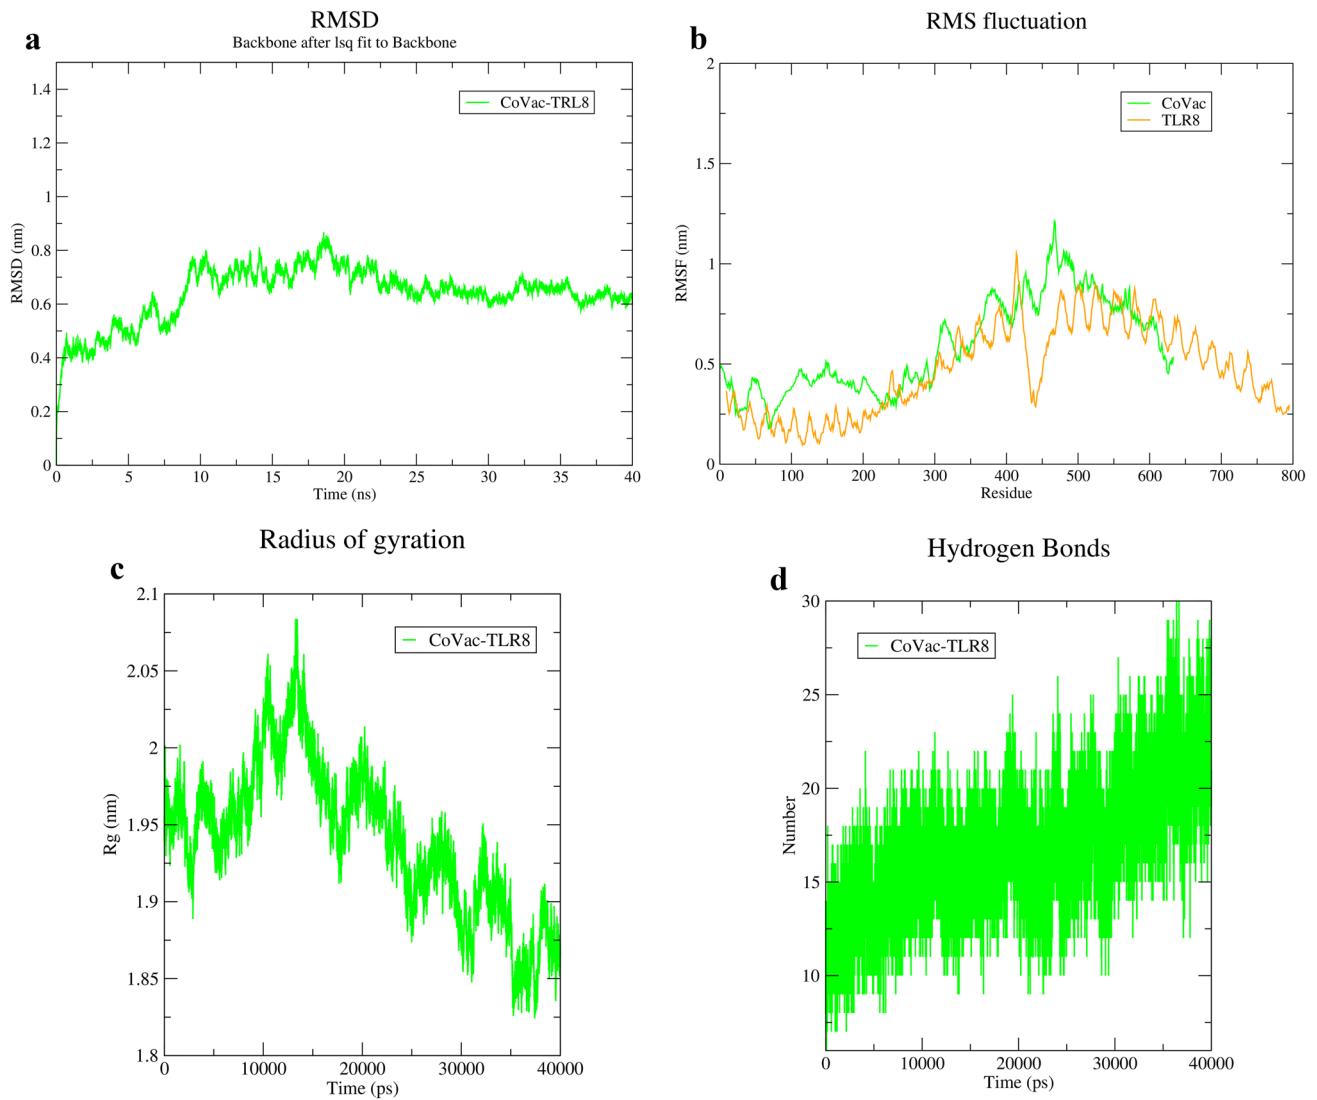 a
RMSD
Backbone after lsq fit to Backbone
CoVac-TRL8
1.4
1.2
1
0.8
0.6
0.4
0.2
0
RMSD (nm)
0 5 10 15 20 25 30 35 40
Time (ns)
b
RMS fluctuation
CoVac
TLR8
2
1.5
1
0.5
0
RMSF (nm)
0 100 200 300 400 500 600 700 800
Residue
c
Radius of gyration
CoVac-TLR8
2.1
2.05
2
1.95
1.9
1.85
1.8
Rg (nm)
0 10000 20000 30000 40000
Time (ps)
d
Hydrogen Bonds
CoVac-TLR8
30
25
20
15
10
Number
0 10000 20000 30000 40000
Time (ps)